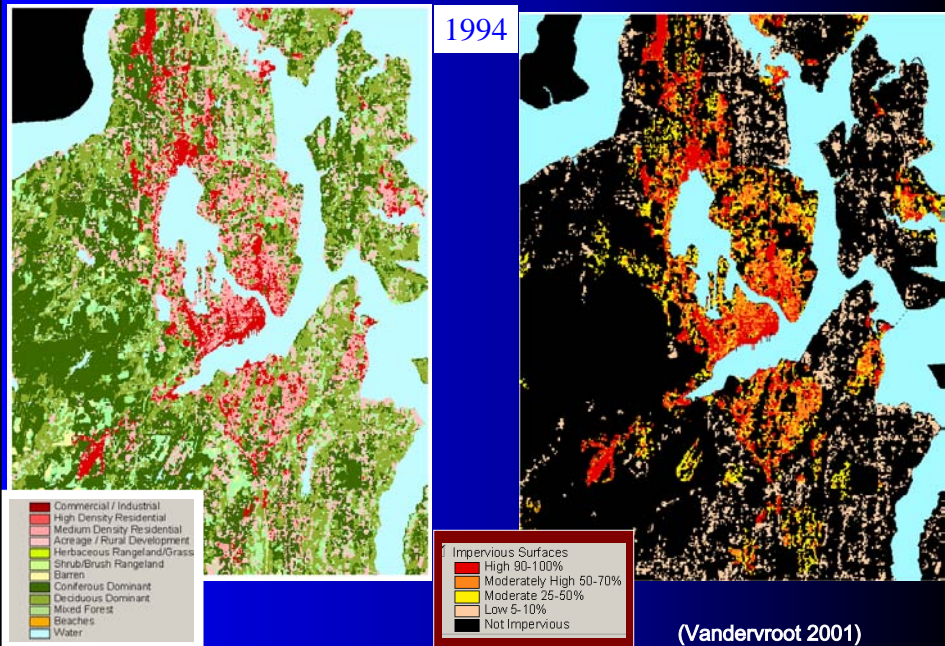 1994
Commercial / Industrial
High Density Residential
Medium Density Residential
Acreage / Rural Development
Herbaceous Rangeland/Grass
Shrub/Brush Rangeland
Barren
Coniferous Dominant
Deciduous Dominant
Mixed Forest
Beaches
Water
Impervious Surfaces
High 90-100%
Moderately High 50-70%
Moderate 25-50%
Low 5-10%
Not Impervious
(Vandervroot 2001)